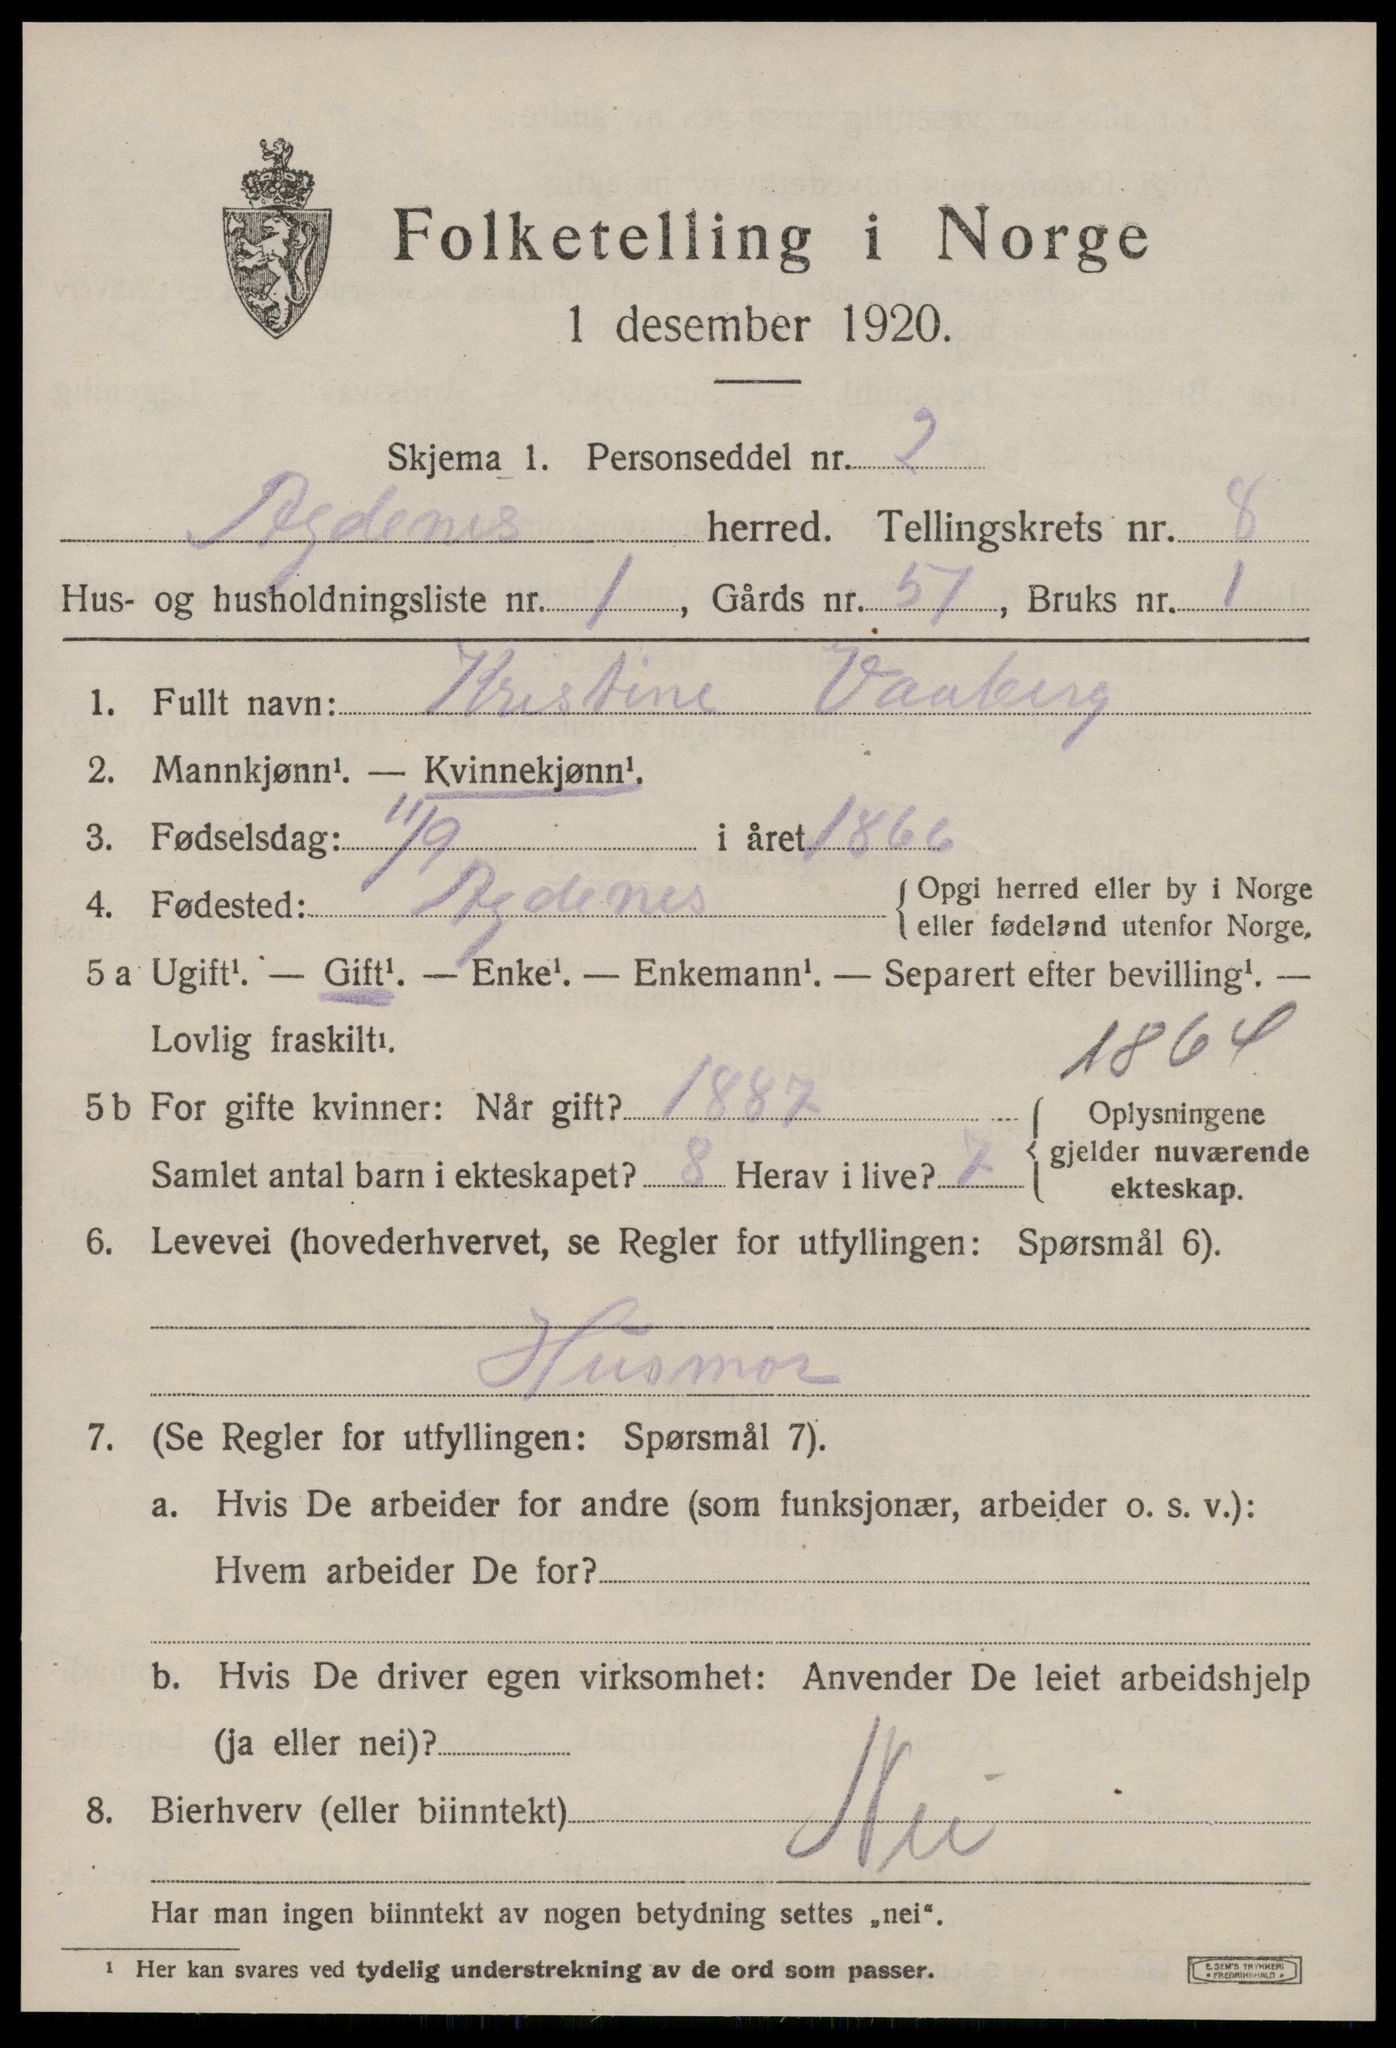 Folketelling i Norge
1 desember 1920.
Skjema 1. Personseddel nr. 2
Agdenes herred. Tellingskrets nr. 8
Hus- og husholdningsliste nr. 1, Gårds nr. 57, Bruks nr. 1
1. Fullt navn: Kristine Vaaberg
2. Mannkjønn¹. — Kvinnekjønn¹.
3. Fødselsdag: 11/9 i året 1866
4. Fødested: Agdenes { Opgi herred eller by i Norge
eller fødeland utenfor Norge.
5 a Ugift¹. — Gift¹. — Enke¹. — Enkemann¹. — Separert efter bevilling¹. —
Lovlig fraskilt¹. 1864
5 b For gifte kvinner: Når gift? 1887 { Oplysningene
gjelder nuværende
Samlet antal barn i ekteskapet? 8 Herav i live? 7 ekteskap.
6. Levevei (hovederhvervet, se Regler for utfyllingen: Spørsmål 6).
Husmor
7. (Se Regler for utfyllingen: Spørsmål 7).
a. Hvis De arbeider for andre (som funksjonær, arbeider o. s. v.):
Hvem arbeider De for?
b. Hvis De driver egen virksomhet: Anvender De leiet arbeidshjelp
(ja eller nei)?
8. Bierhverv (eller biinntekt) Nei
Har man ingen biinntekt av nogen betydning settes „nei“.
¹ Her kan svares ved tydelig understrekning av de ord som passer.
E. SEM'S TRYKKERI
• FREDRIKSHALD •